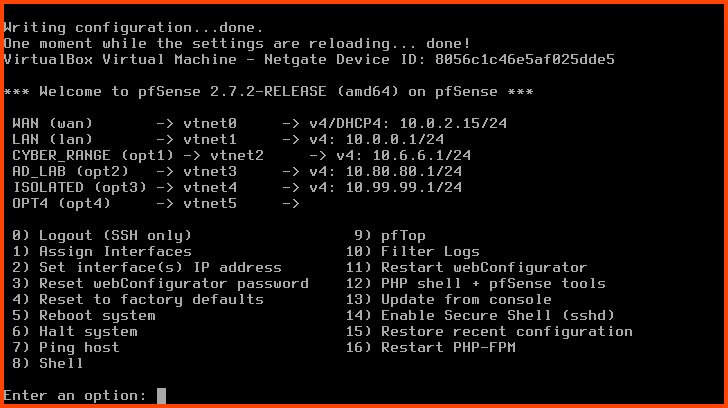 Writing configuration...done.
One moment while the settings are reloading... done!
VirtualBox Virtual Machine - Netgate Device ID: 8056c1c46e5af025dde5
*** Welcome to pfSense 2.7.2-RELEASE (amd64) on pfSense ***
WAN (wan)       -> vtnet0     -> v4/DHCP4: 10.0.2.15/24
LAN (lan)       -> vtnet1     -> v4: 10.0.0.1/24
CYBER_RANGE (opt1) -> vtnet2     -> v4: 10.6.6.1/24
AD_LAB (opt2)   -> vtnet3     -> v4: 10.80.80.1/24
ISOLATED (opt3) -> vtnet4     -> v4: 10.99.99.1/24
OPT4 (opt4)     -> vtnet5     ->
0) Logout (SSH only)                    9) pfTop
1) Assign Interfaces                   10) Filter Logs
2) Set interface(s) IP address         11) Restart webConfigurator
3) Reset webConfigurator password      12) PHP shell + pfSense tools
4) Reset to factory defaults           13) Update from console
5) Reboot system                       14) Enable Secure Shell (sshd)
6) Halt system                         15) Restore recent configuration
7) Ping host                           16) Restart PHP-FPM
8) Shell
Enter an option: